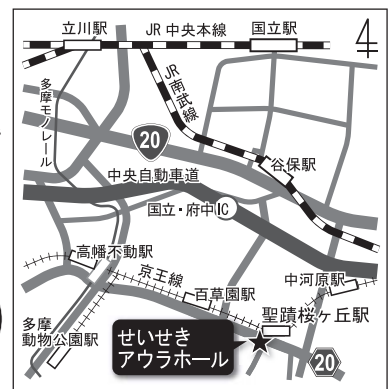 立川駅
JR 中央本線
国立駅
4
JR南武線
多摩モノレール
20
谷保駅
中央自動車道
国立・府中IC
高幡不動駅
京王線
中河原駅
百草園駅
聖蹟桜ヶ丘駅
多摩
動物公園駅
せいせき
アウラホール
20